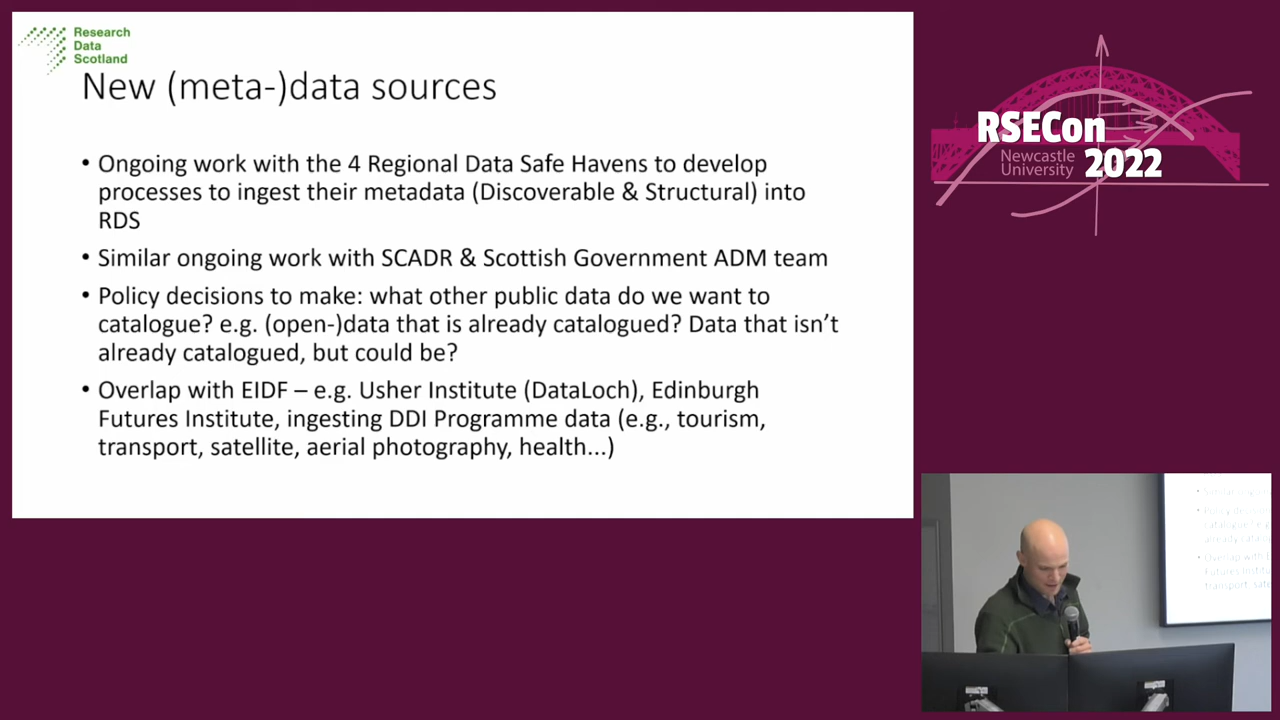 Research
Data
Scotland
New (meta-)data sources
• Ongoing work with the 4 Regional Data Safe Havens to develop
processes to ingest their metadata (Discoverable & Structural) into
RDS
• Similar ongoing work with SCADR & Scottish Government ADM team
• Policy decisions to make: what other public data do we want to
catalogue? e.g. (open-)data that is already catalogued? Data that isn't
already catalogued, but could be?
• Overlap with EIDF – e.g. Usher Institute (DataLoch), Edinburgh
Futures Institute, ingesting DDI Programme data (e.g., tourism,
transport, satellite, aerial photography, health...)
RSECon
Newcastle
University
2022